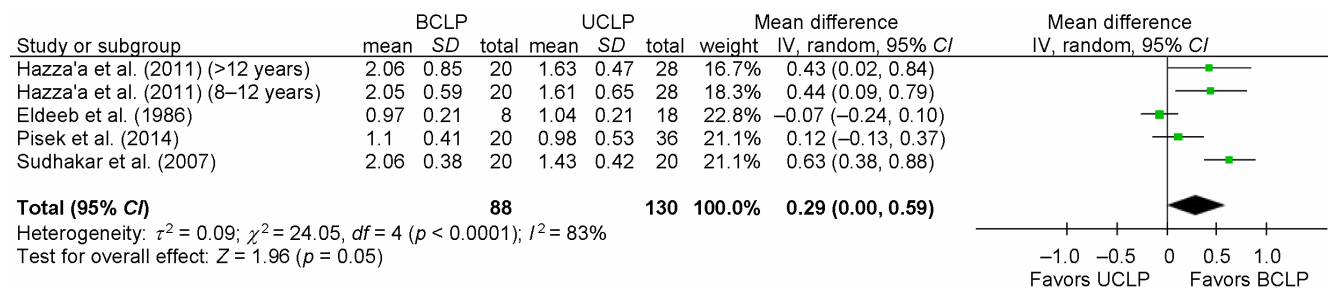 BCLP UCLP Mean difference Mean difference
Study or subgroup mean SD total mean SD total weight IV, random, 95% CI IV, random, 95% CI
Hazza'a et al. (2011) (>12 years) 2.06 0.85 20 1.63 0.47 28 16.7% 0.43 (0.02, 0.84)
Hazza'a et al. (2011) (8–12 years) 2.05 0.59 20 1.61 0.65 28 18.3% 0.44 (0.09, 0.79)
Eldeeb et al. (1986) 0.97 0.21 8 1.04 0.21 18 22.8% –0.07 (–0.24, 0.10)
Pisek et al. (2014) 1.1 0.41 20 0.98 0.53 36 21.1% 0.12 (–0.13, 0.37)
Sudhakar et al. (2007) 2.06 0.38 20 1.43 0.42 20 21.1% 0.63 (0.38, 0.88)
Total (95% CI) 88 130 100.0% 0.29 (0.00, 0.59)
Heterogeneity: τ² = 0.09; χ² = 24.05, df = 4 (p < 0.0001); I² = 83%
Test for overall effect: Z = 1.96 (p = 0.05)
–1.0 –0.5 0 0.5 1.0
Favors UCLP Favors BCLP